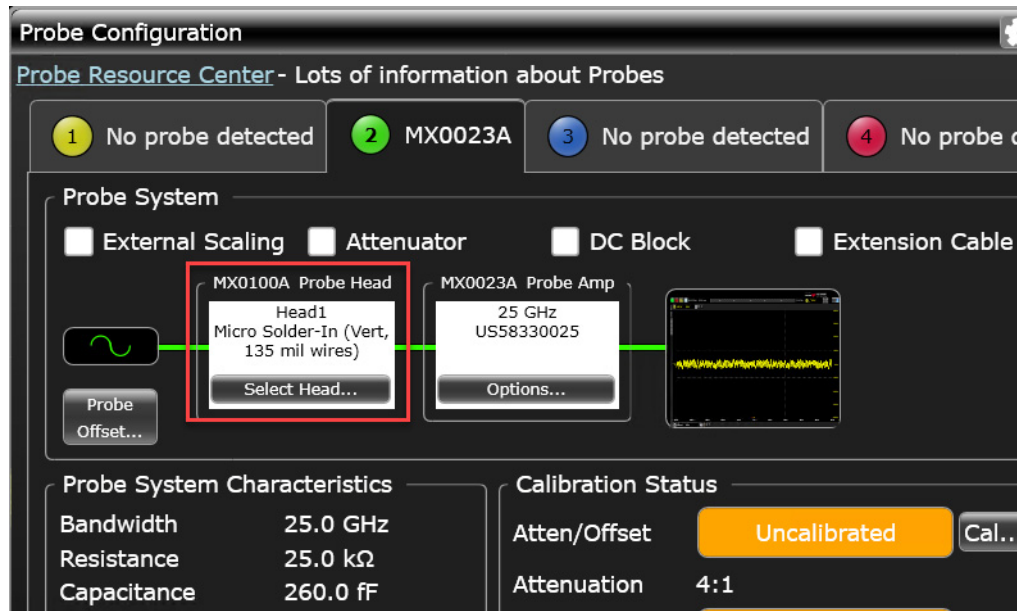 Probe Configuration
Probe Resource Center - Lots of information about Probes
1 No probe detected 2 MX0023A 3 No probe detected 4 No probe
Probe System
External Scaling Attenuator DC Block Extension Cable
MX0100A Probe Head MX0023A Probe Amp
Head1 25 GHz
Micro Solder-In (Vert, US58330025
135 mil wires)
Select Head... Options...
Probe
Offset...
Probe System Characteristics Calibration Status
Bandwidth 25.0 GHz
Atten/Offset Uncalibrated Cal..
Resistance 25.0 kΩ
Attenuation 4:1
Capacitance 260.0 fF